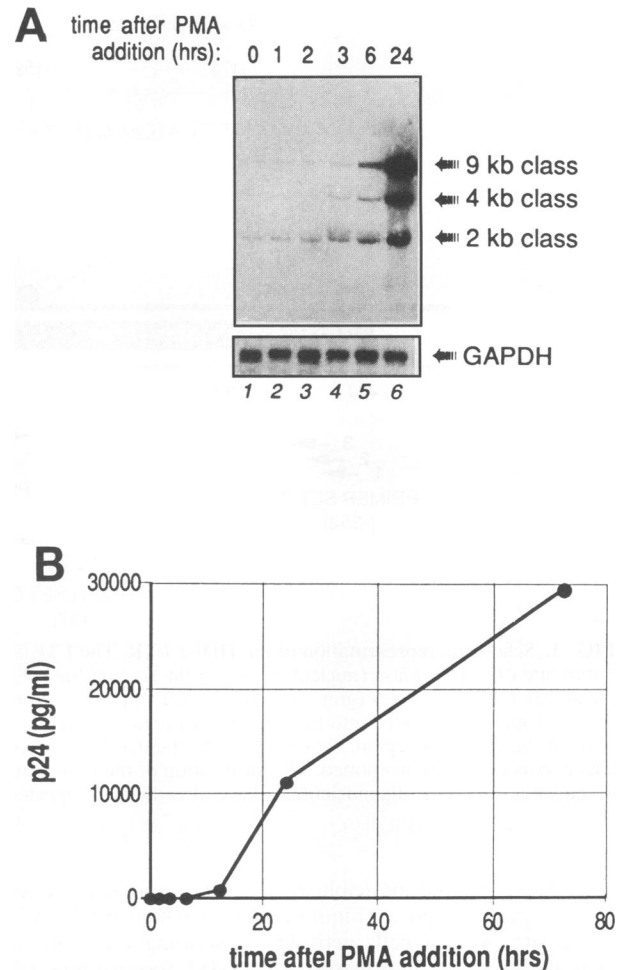 A
time after PMA
addition (hrs): 0 1 2 3 6 24
9 kb class
4 kb class
2 kb class
GAPDH
1 2 3 4 5 6
B
30000
20000
10000
0
p24 (pg/ml)
0 20 40 60 80
time after PMA addition (hrs)